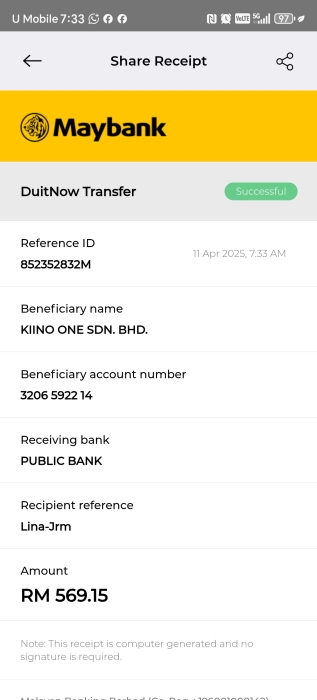 U Mobile 7:33
VoLTE 5G 97
Share Receipt
Maybank
DuitNow Transfer
Successful
Reference ID
11 Apr 2025, 7:33 AM
852352832M
Beneficiary name
KIINO ONE SDN. BHD.
Beneficiary account number
3206 5922 14
Receiving bank
PUBLIC BANK
Recipient reference
Lina-Jrm
Amount
RM 569.15
Note: This receipt is computer generated and no
signature is required.